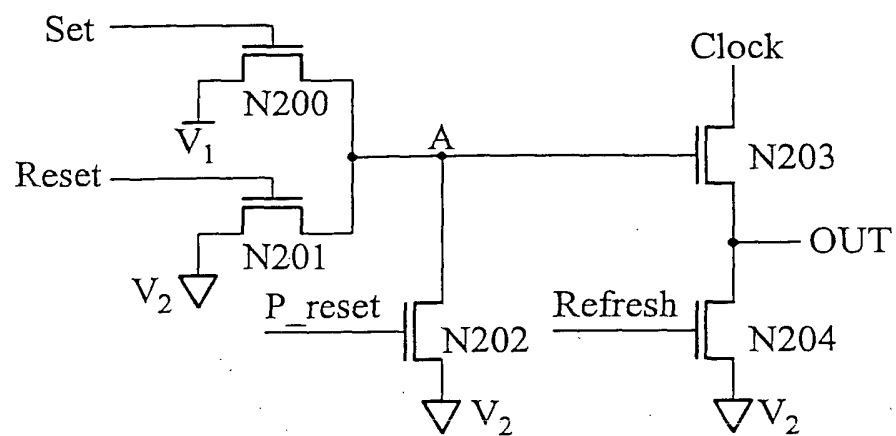 Set
Clock
N200
V1
A
N203
Reset
OUT
N201
V2
P_reset
Refresh
N202
N204
V2
V2